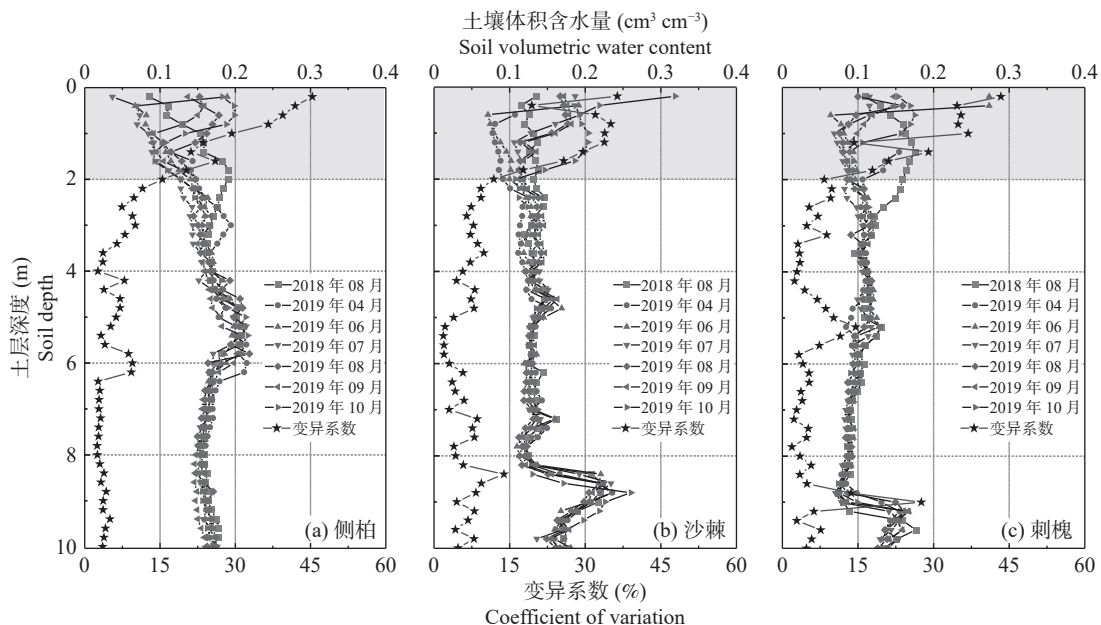 土壤体积含水量 (cm³ cm⁻³)
Soil volumetric water content
0 0.1 0.2 0.3 0.4 0 0.1 0.2 0.3 0.4 0 0.1 0.2 0.3 0.4
0
2
4
6
8
10
土层深度 (m)
Soil depth
2018 年 08 月
2019 年 04 月
2019 年 06 月
2019 年 07 月
2019 年 08 月
2019 年 09 月
2019 年 10 月
变异系数
(a) 侧柏
2018 年 08 月
2019 年 04 月
2019 年 06 月
2019 年 07 月
2019 年 08 月
2019 年 09 月
2019 年 10 月
变异系数
(b) 沙棘
2018 年 08 月
2019 年 04 月
2019 年 06 月
2019 年 07 月
2019 年 08 月
2019 年 09 月
2019 年 10 月
变异系数
(c) 刺槐
0 15 30 45 60 0 15 30 45 60 0 15 30 45 60
变异系数 (%)
Coefficient of variation